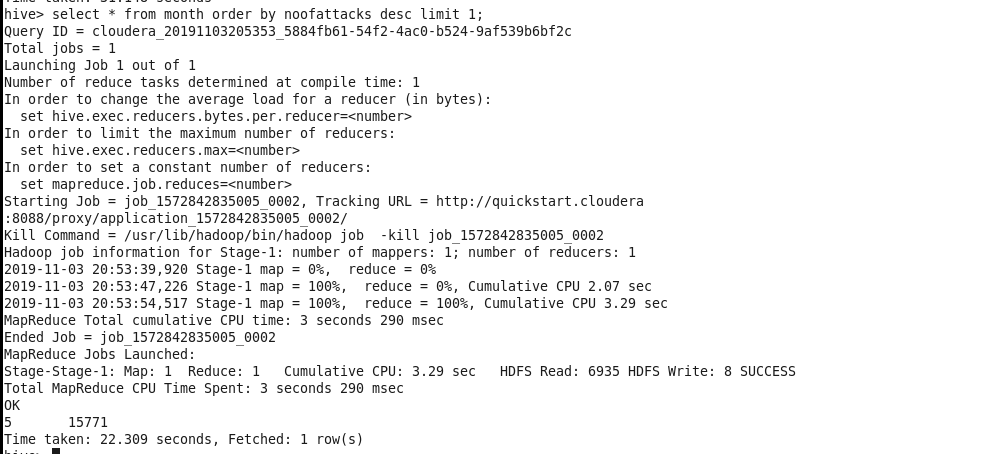 hive> select * from month order by noofattacks desc limit 1;
Query ID = cloudera_20191103205353_5884fb61-54f2-4ac0-b524-9af539b6bf2c
Total jobs = 1
Launching Job 1 out of 1
Number of reduce tasks determined at compile time: 1
In order to change the average load for a reducer (in bytes):
  set hive.exec.reducers.bytes.per.reducer=<number>
In order to limit the maximum number of reducers:
  set hive.exec.reducers.max=<number>
In order to set a constant number of reducers:
  set mapreduce.job.reduces=<number>
Starting Job = job_1572842835005_0002, Tracking URL = http://quickstart.cloudera
:8088/proxy/application_1572842835005_0002/
Kill Command = /usr/lib/hadoop/bin/hadoop job  -kill job_1572842835005_0002
Hadoop job information for Stage-1: number of mappers: 1; number of reducers: 1
2019-11-03 20:53:39,920 Stage-1 map = 0%,  reduce = 0%
2019-11-03 20:53:47,226 Stage-1 map = 100%,  reduce = 0%, Cumulative CPU 2.07 sec
2019-11-03 20:53:54,517 Stage-1 map = 100%,  reduce = 100%, Cumulative CPU 3.29 sec
MapReduce Total cumulative CPU time: 3 seconds 290 msec
Ended Job = job_1572842835005_0002
MapReduce Jobs Launched:
Stage-Stage-1: Map: 1  Reduce: 1   Cumulative CPU: 3.29 sec   HDFS Read: 6935 HDFS Write: 8 SUCCESS
Total MapReduce CPU Time Spent: 3 seconds 290 msec
OK
5       15771
Time taken: 22.309 seconds, Fetched: 1 row(s)
hive>